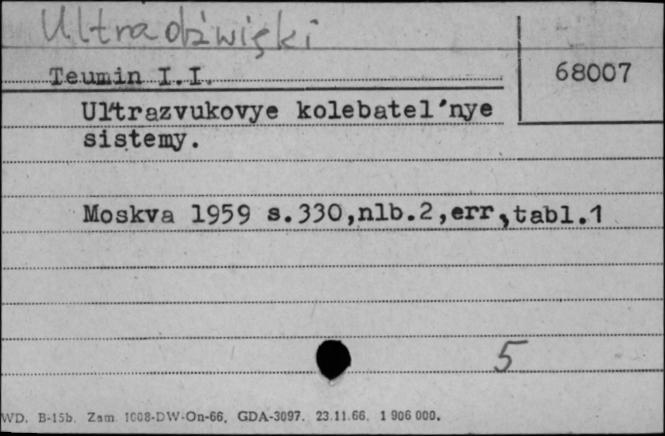 Ultradźwięki
Teumin I.I.
68007
Ul'trazvukovye kolebatel'nye
sistemy.
Moskva 1959 s.330,nlb.2,err,tabl.1
5
WD. B-15b. Zam. 1008-DW-On-66. GDA-3097. 23.11.66. 1 906 000.